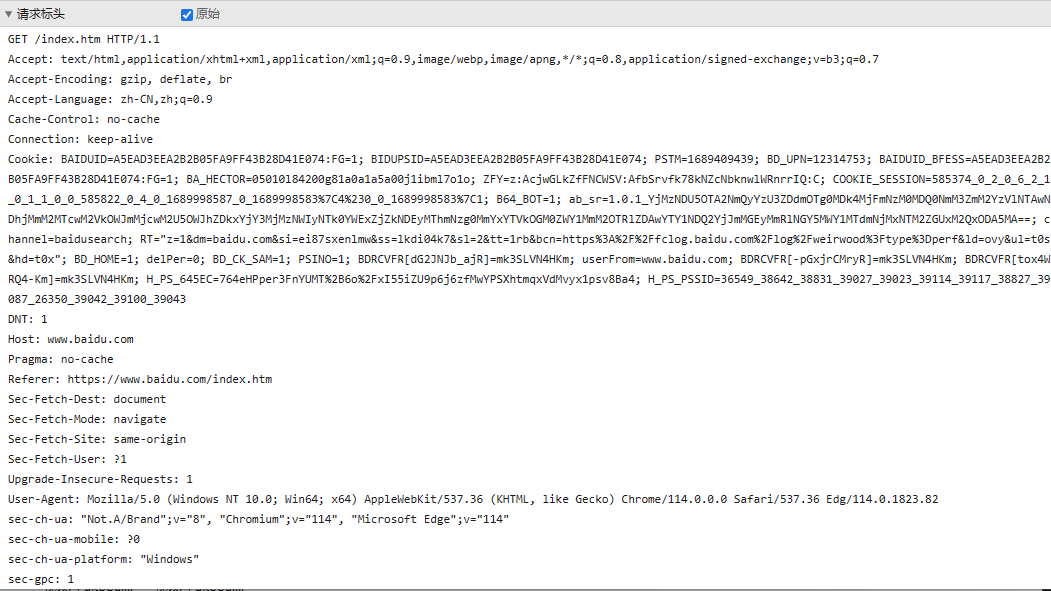 请求标头 原始
GET /index.htm HTTP/1.1
Accept: text/html,application/xhtml+xml,application/xml;q=0.9,image/webp,image/apng,*/*;q=0.8,application/signed-exchange;v=b3;q=0.7
Accept-Encoding: gzip, deflate, br
Accept-Language: zh-CN,zh;q=0.9
Cache-Control: no-cache
Connection: keep-alive
Cookie: BAIDUID=A5EAD3EEA2B2B05FA9FF43B28D41E074:FG=1; BIDUPSID=A5EAD3EEA2B2B05FA9FF43B28D41E074; PSTM=1689409439; BD_UPN=12314753; BAIDUID_BFESS=A5EAD3EEA2B2
B05FA9FF43B28D41E074:FG=1; BA_HECTOR=05010l84200g81a0a1a5a00j1ibml7o1o; ZFY=z:AcjwGLkZfFNCWSV:AfbSrvfk78kNZcNbknwlWRnrrIQ:C; COOKIE_SESSION=585374_0_2_0_6_2_1
_0_1_1_0_0_585822_0_4_0_1689998587_0_1689998583%7C4%230_0_1689998583%7C1; B64_BOT=1; ab_sr=1.0.1_YjMzNDU5OTA2NmQyYzU3ZDdmOTg0MDk4MjFmNzM0MDQ0NmM3ZmM2YzVlNTAwN
DhjMmM2MTcwM2VkOWJmMjcwM2U5OWJhZDkxYjY3MjMzNWIyNTk0YWExZjZkNDEyMThmNzg0MmYxYTVkOGM0ZWY1MmM2OTRlZDAwYTY1NDQ2YjJmMGEyMmRlNGY5MWY1MTdmNjMxNTM2ZGUxM2QxODA5MA==; c
hannel=baidusearch; RT="z=1&dm=baidu.com&si=ei87sxenlmw&ss=lkdi04k7&sl=2&tt=1rb&bcn=https%3A%2F%2Ffclog.baidu.com%2Flog%2Fweirwood%3Ftype%3Dperf&ld=ovy&ul=t0s
&hd=t0x"; BD_HOME=1; delPer=0; BD_CK_SAM=1; PSINO=1; BDRCVFR[dG2JNJb_ajR]=mk3SLVN4HKm; userFrom=www.baidu.com; BDRCVFR[-pGxjrCMryR]=mk3SLVN4HKm; BDRCVFR[tox4W
RQ4-Km]=mk3SLVN4HKm; H_PS_645EC=764eHPper3FnYUMT%2B6o%2FxI55iZU9p6j6zfMwYPSXhtmqxVdMvyx1psv8Ba4; H_PS_PSSID=36549_38642_38831_39027_39023_39114_39117_38827_39
087_26350_39042_39100_39043
DNT: 1
Host: www.baidu.com
Pragma: no-cache
Referer: https://www.baidu.com/index.htm
Sec-Fetch-Dest: document
Sec-Fetch-Mode: navigate
Sec-Fetch-Site: same-origin
Sec-Fetch-User: ?1
Upgrade-Insecure-Requests: 1
User-Agent: Mozilla/5.0 (Windows NT 10.0; Win64; x64) AppleWebKit/537.36 (KHTML, like Gecko) Chrome/114.0.0.0 Safari/537.36 Edg/114.0.1823.82
sec-ch-ua: "Not.A/Brand";v="8", "Chromium";v="114", "Microsoft Edge";v="114"
sec-ch-ua-mobile: ?0
sec-ch-ua-platform: "Windows"
sec-gpc: 1